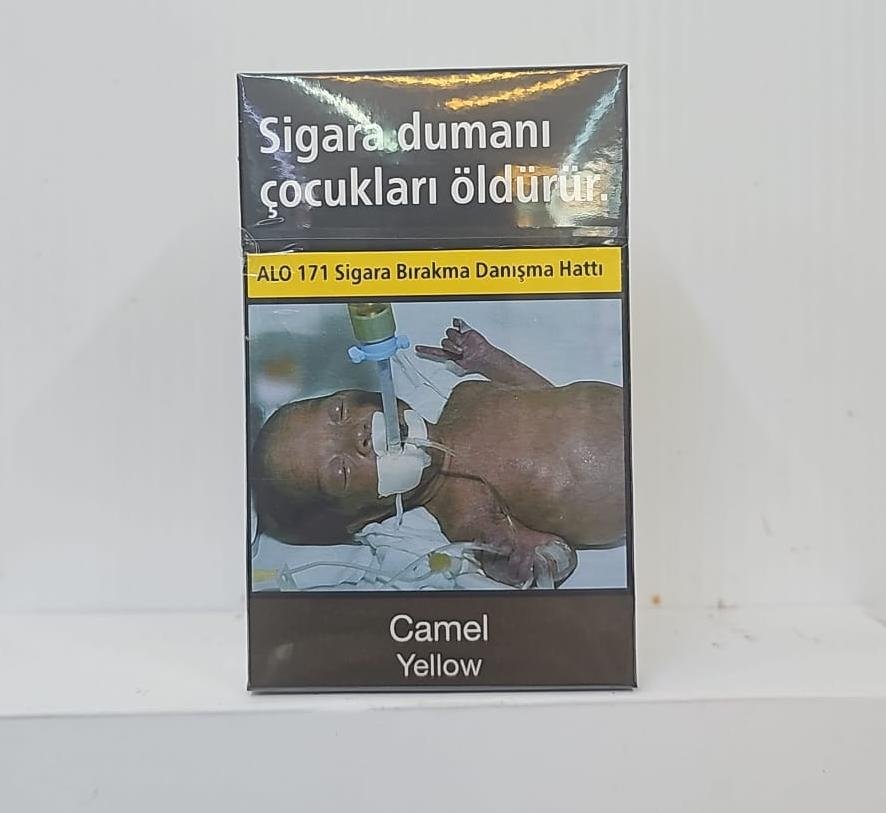 Sigara dumanı
çocukları öldürür.
ALO 171 Sigara Bırakma Danışma Hattı
Camel
Yellow